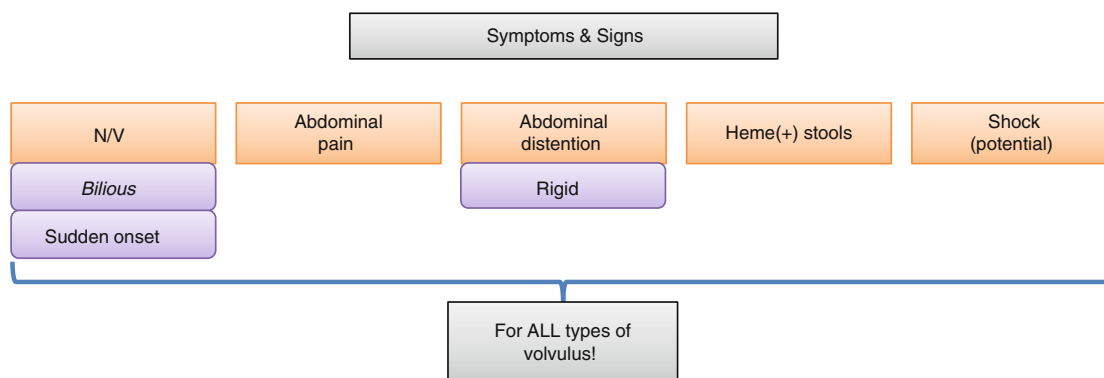 Symptoms & Signs
N/V
Bilious
Sudden onset
Abdominal
pain
Abdominal
distention
Rigid
Heme(+) stools
Shock
(potential)
For ALL types of
volvulus!